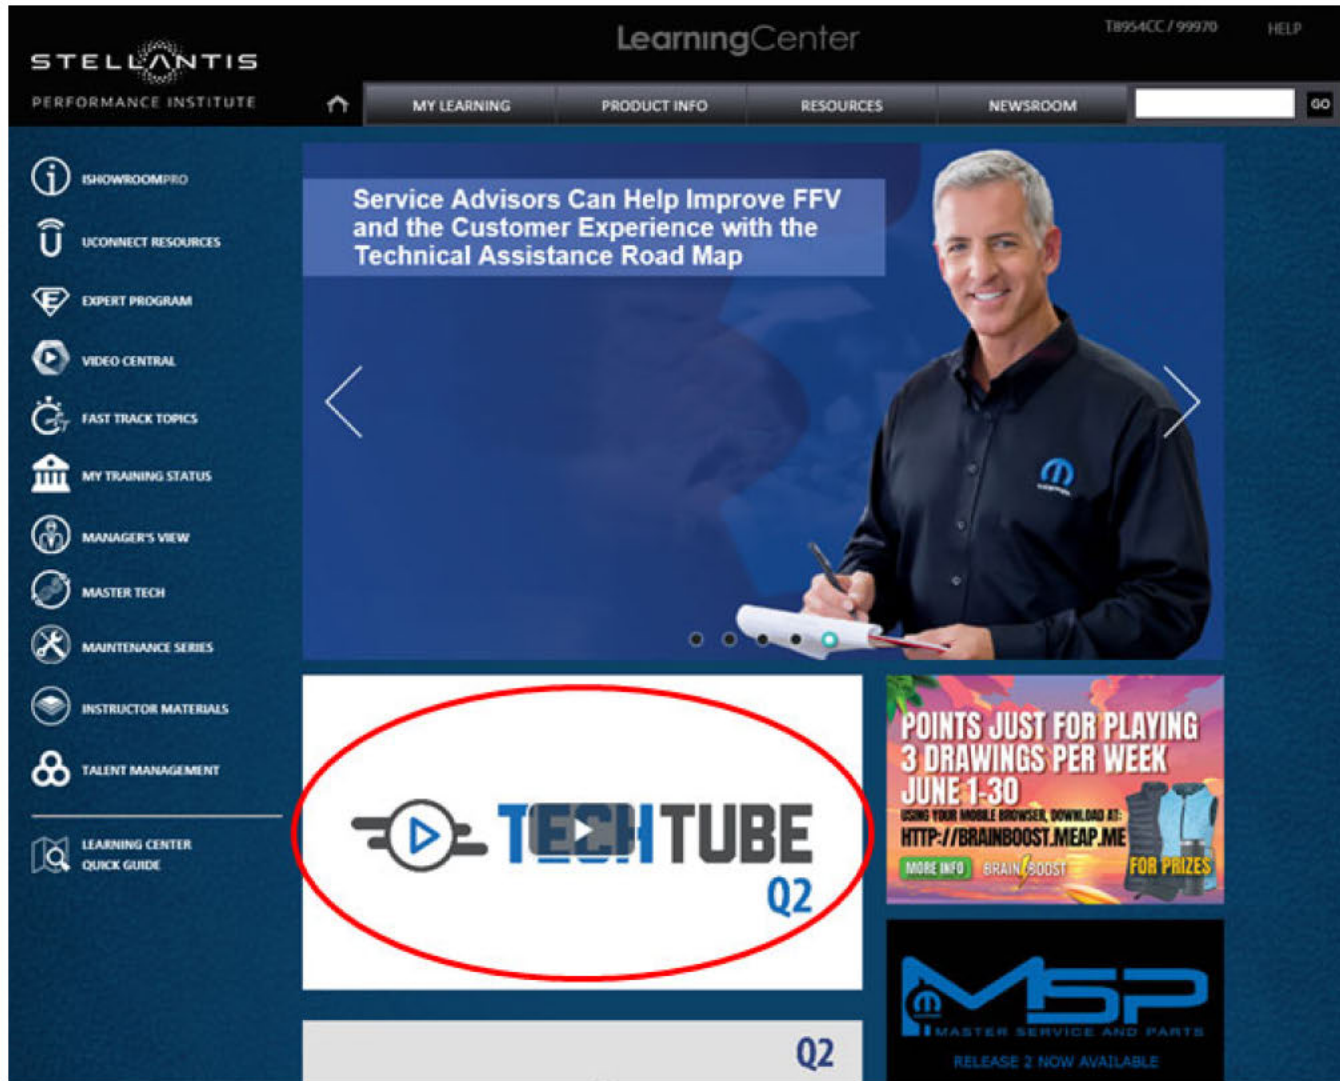 STELLANTIS
PERFORMANCE INSTITUTE
LearningCenter
T8954CC / 99970
HELP
MY LEARNING
PRODUCT INFO
RESOURCES
NEWSROOM
GO
ISHOWROOMPRO
UCONNECT RESOURCES
EXPERT PROGRAM
VIDEO CENTRAL
FAST TRACK TOPICS
MY TRAINING STATUS
MANAGER'S VIEW
MASTER TECH
MAINTENANCE SERIES
INSTRUCTOR MATERIALS
TALENT MANAGEMENT
LEARNING CENTER
QUICK GUIDE
Service Advisors Can Help Improve FFV
and the Customer Experience with the
Technical Assistance Road Map
TECHTUBE
Q2
POINTS JUST FOR PLAYING
3 DRAWINGS PER WEEK
JUNE 1-30
USING YOUR MOBILE BROWSER, DOWNLOAD AT:
HTTP://BRAINBOOST.MEAP.ME
MORE INFO
BRAIN BOOST
FOR PRIZES
MSP
MASTER SERVICE AND PARTS
RELEASE 2 NOW AVAILABLE
Q2